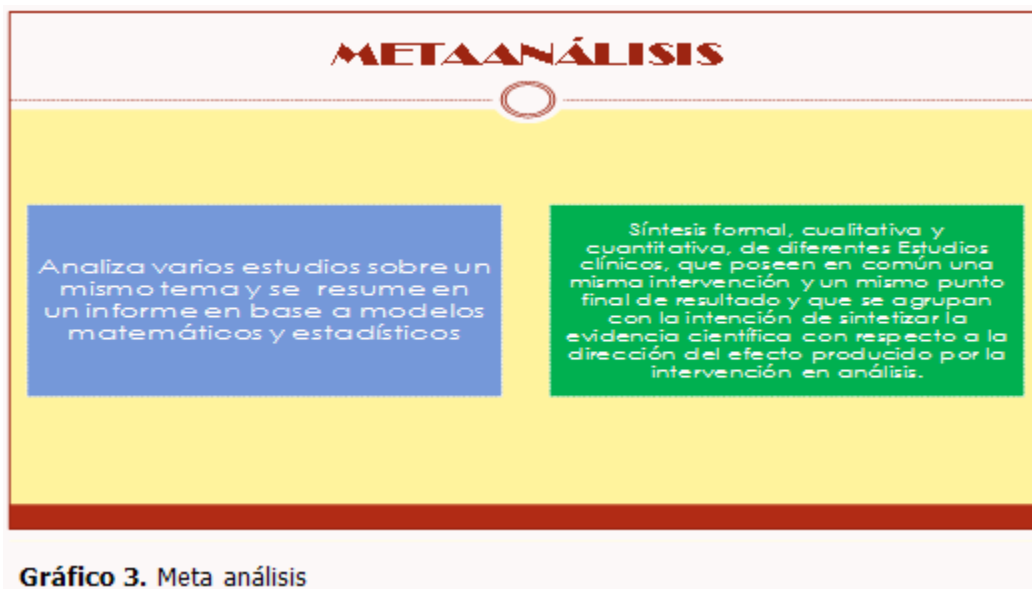 METAANÁLISIS
Analiza varios estudios sobre un
mismo tema y se resume en
un informe en base a modelos
matemáticos y estadísticos
Síntesis formal, cualitativa y
cuantitativa, de diferentes Estudios
clínicos, que poseen en común una
misma intervención y un mismo punto
final de resultado y que se agrupan
con la intención de sintetizar la
evidencia científica con respecto a la
dirección del efecto producido por la
intervención en análisis.
Gráfico 3. Meta análisis